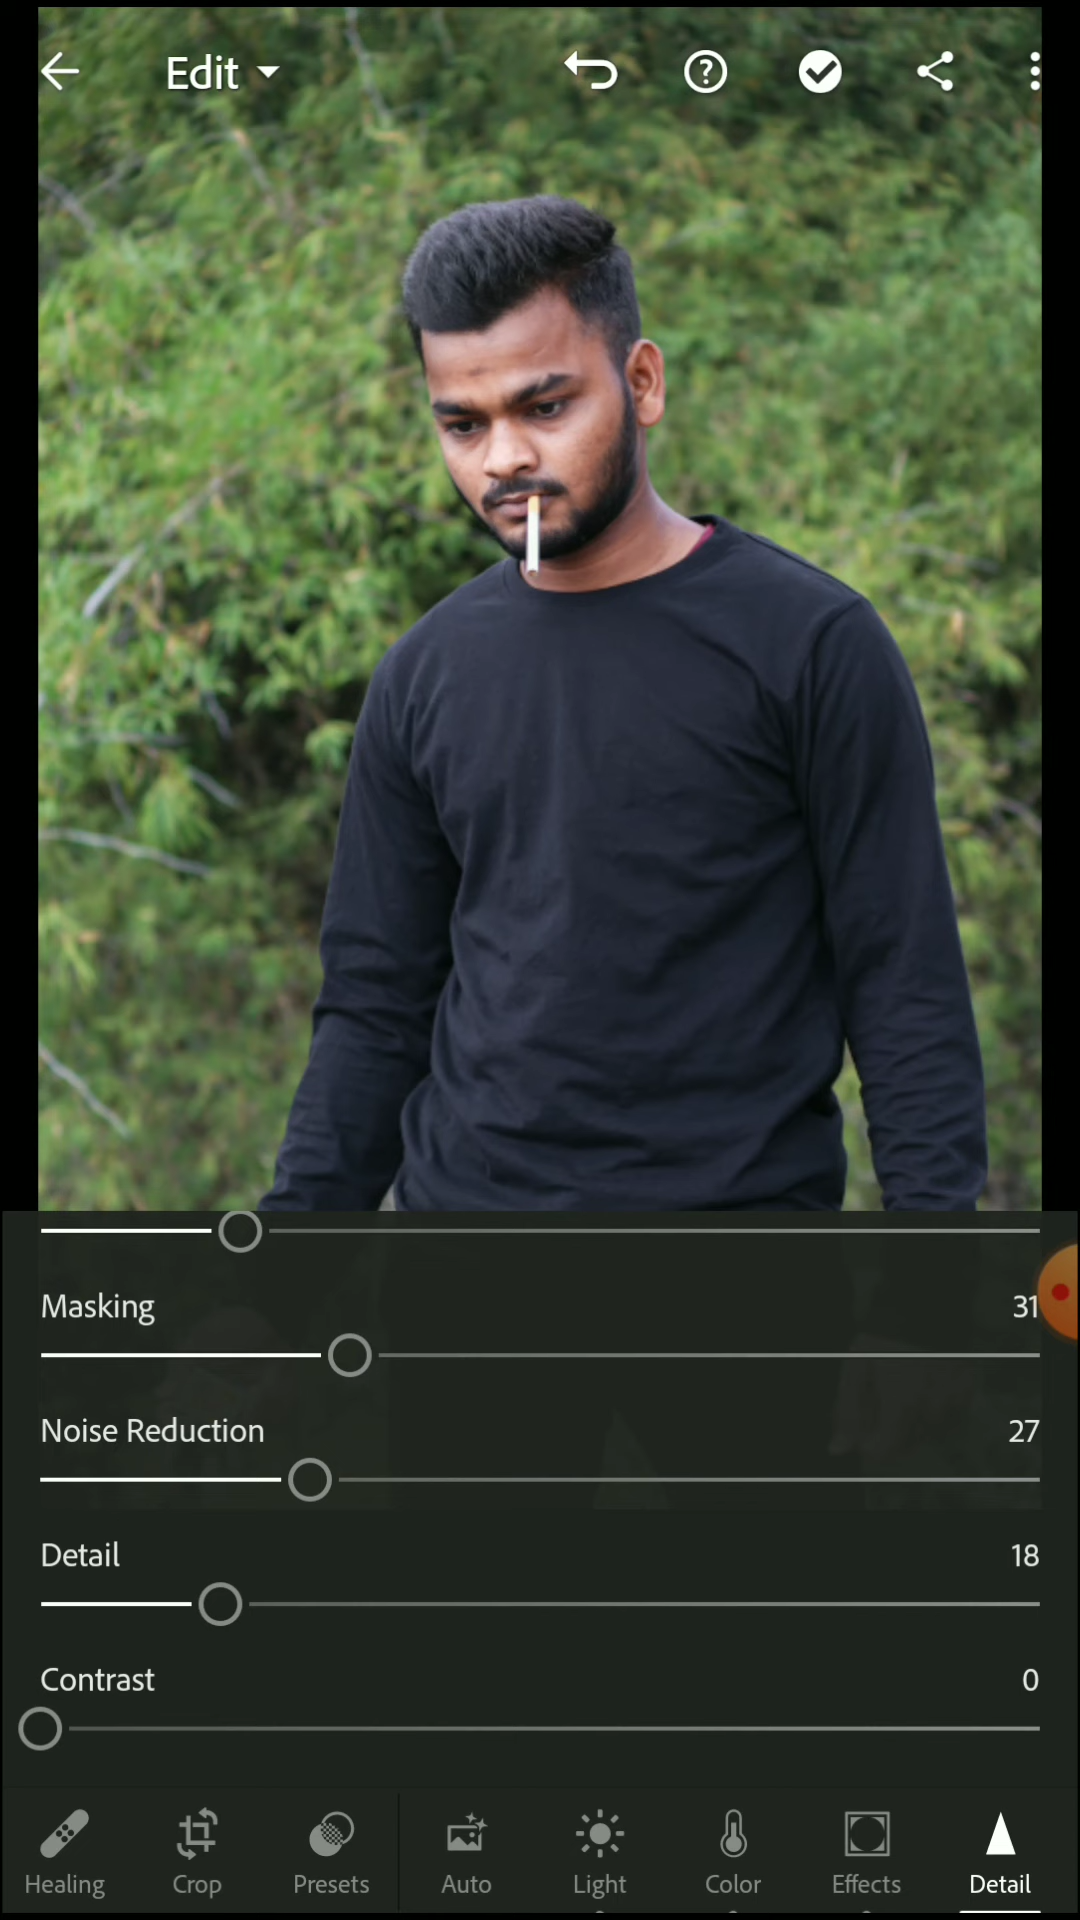 Edit
Masking 31
Noise Reduction 27
Detail 18
Contrast 0
Healing Crop Presets Auto Light Color Effects Detail